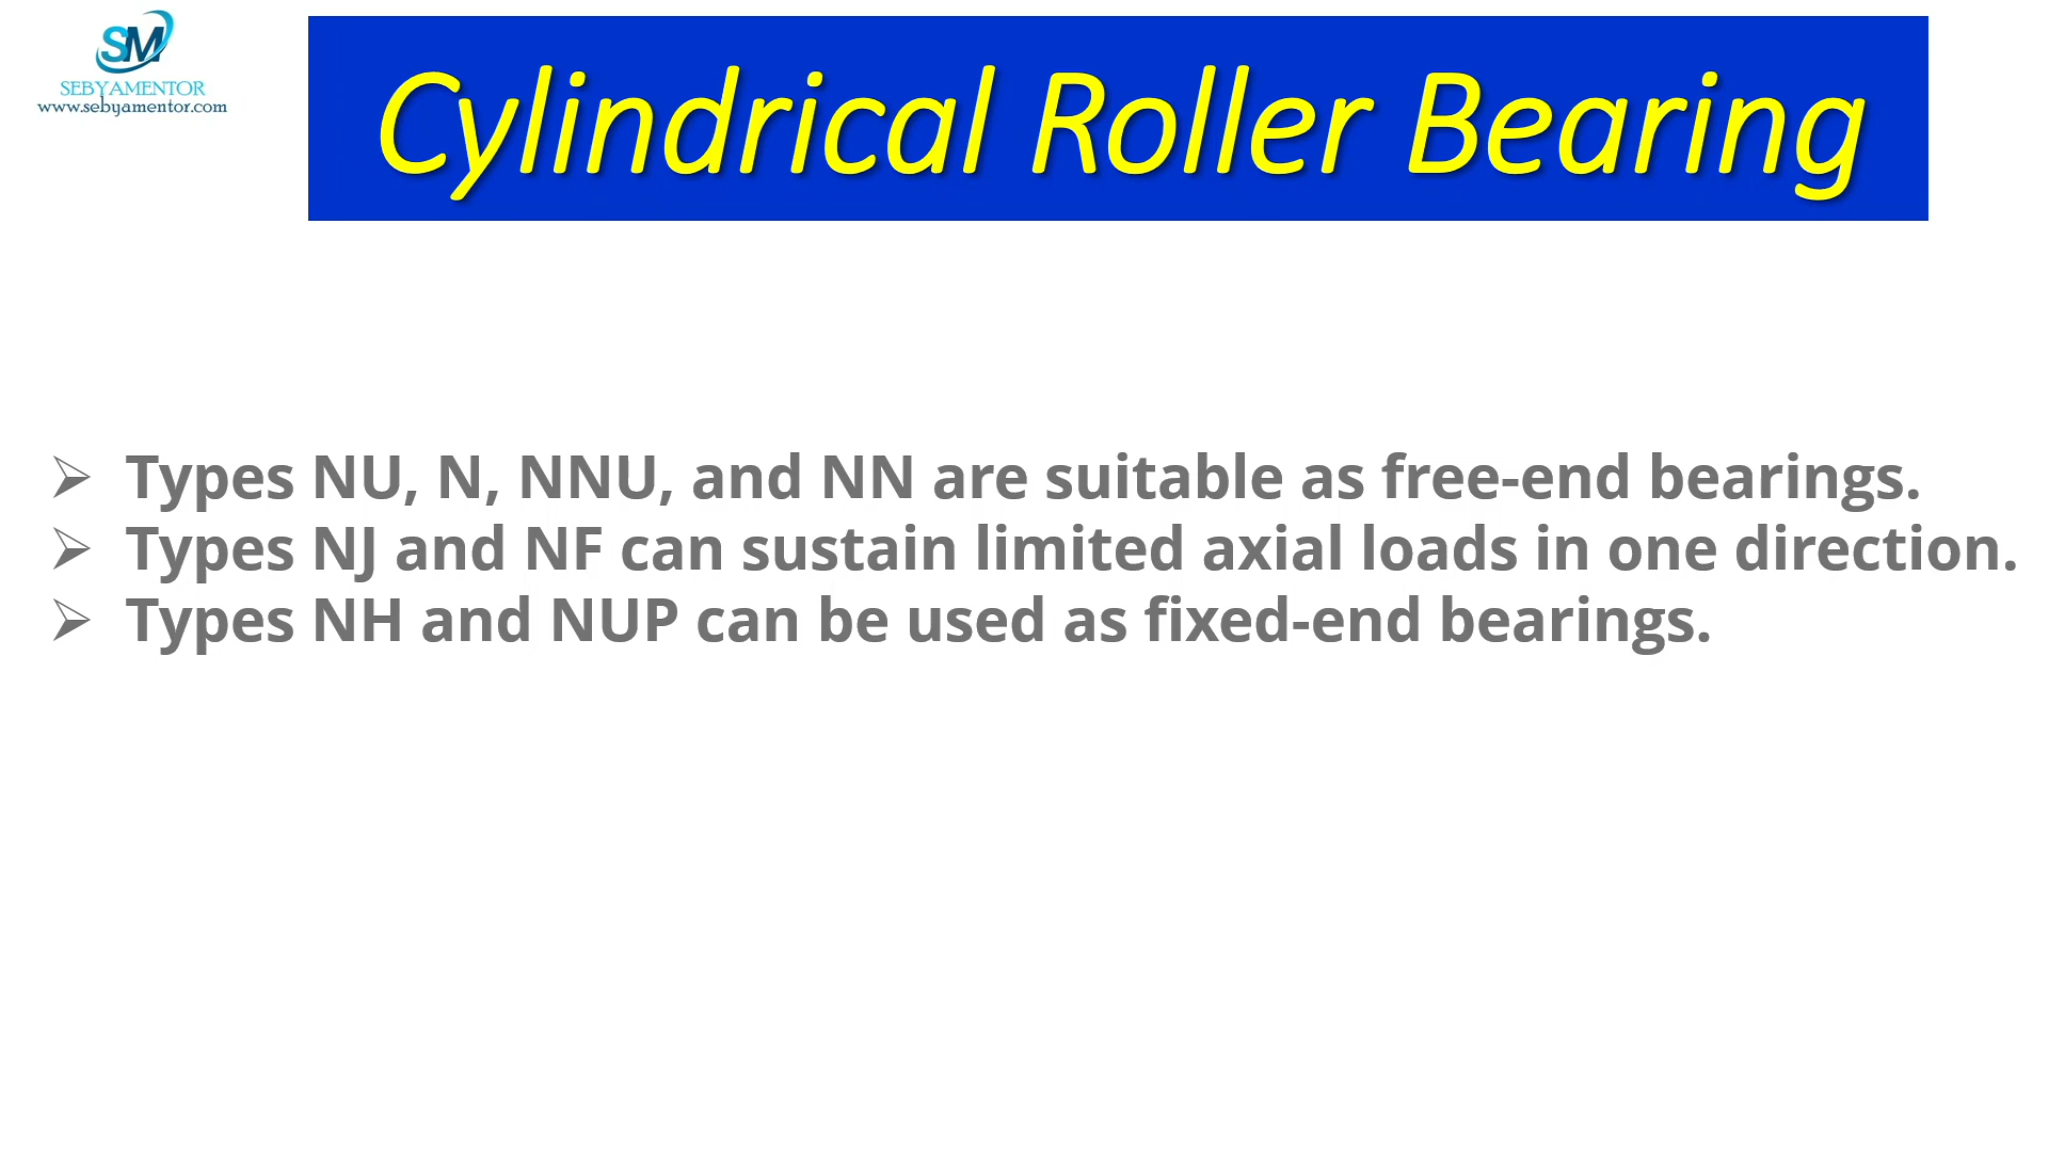 SM
SEBYAMENTOR
www.sebyamentor.com
Cylindrical Roller Bearing
➢ Types NU, N, NNU, and NN are suitable as free-end bearings.
➢ Types NJ and NF can sustain limited axial loads in one direction.
➢ Types NH and NUP can be used as fixed-end bearings.